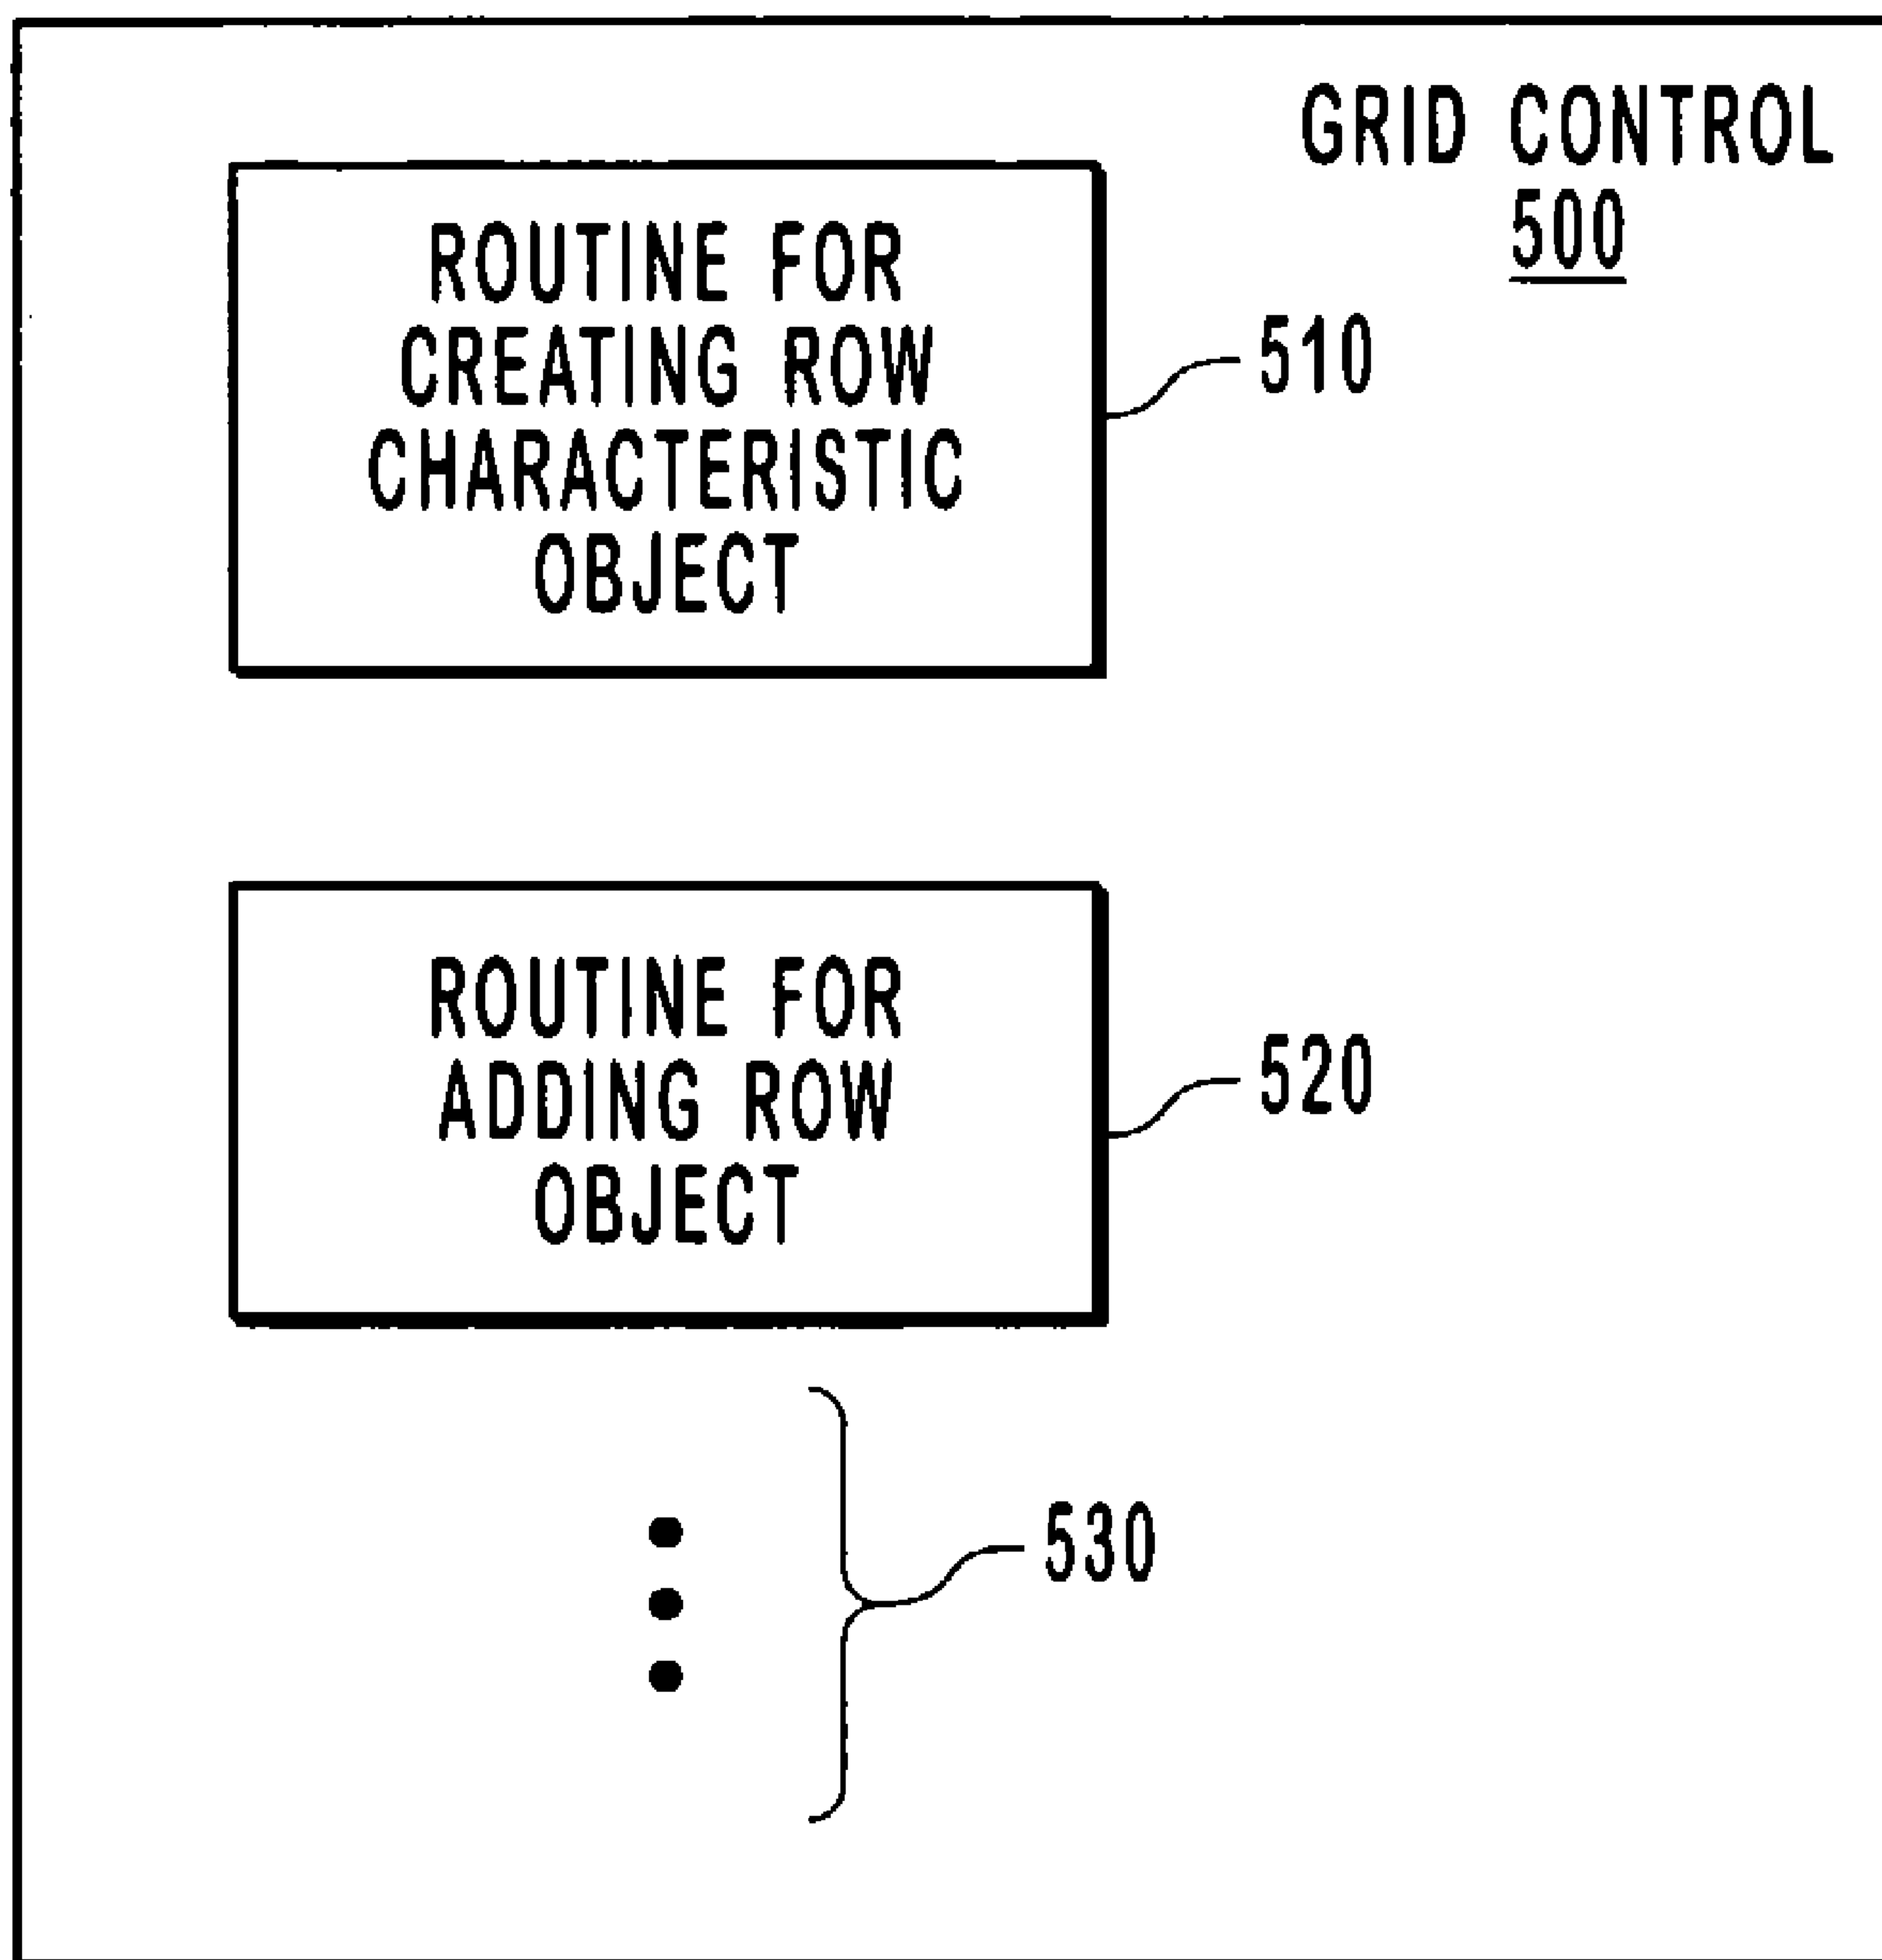 GRID CONTROL
500
ROUTINE FOR
CREATING ROW
CHARACTERISTIC
OBJECT
510
ROUTINE FOR
ADDING ROW
OBJECT
520
530